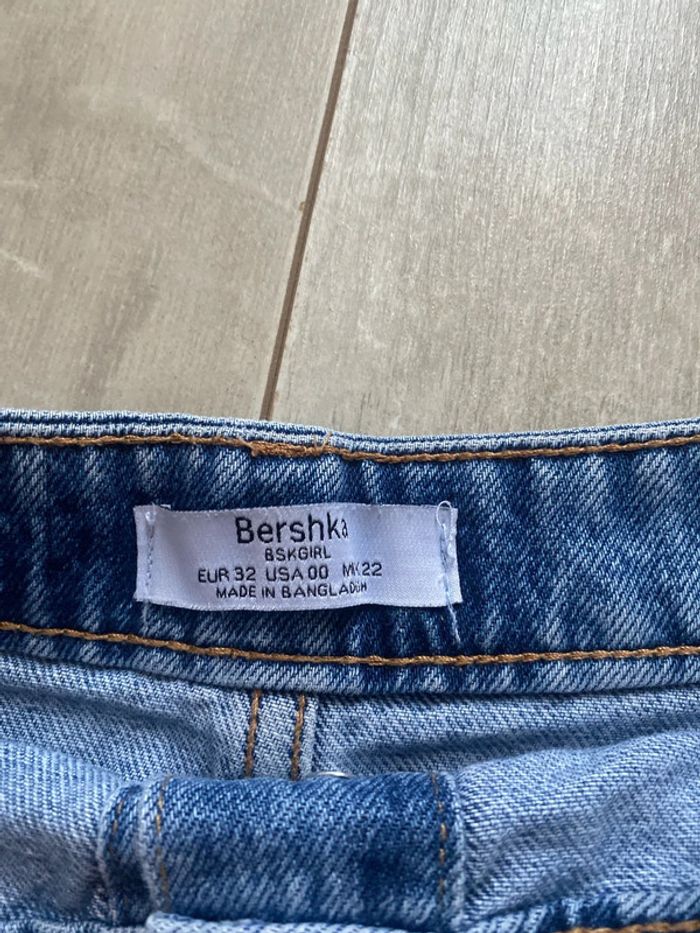 Bershka
BSKGIRL
EUR 32 USA 00 MX 22
MADE IN BANGLADESH